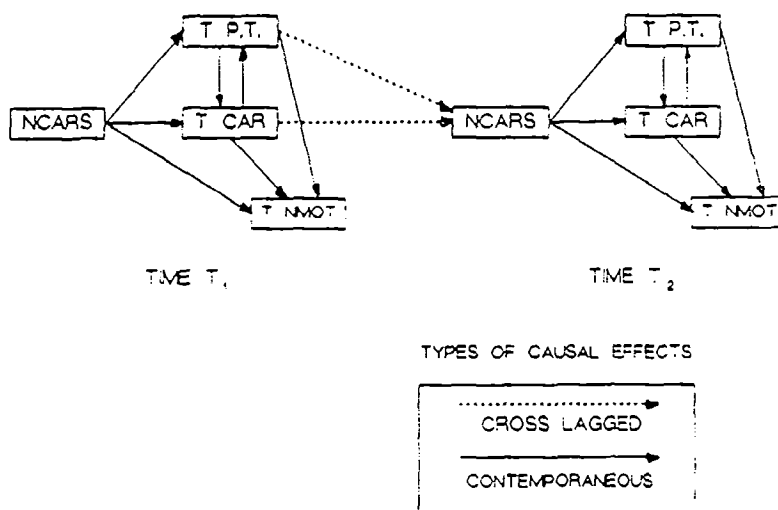 T P.T.
T P.T.
NCARS
T CAR
NCARS
T CAR
T NMOT
T NMOT
TIME T1
TIME T2
TYPES OF CAUSAL EFFECTS
CROSS LAGGED
CONTEMPORANEOUS